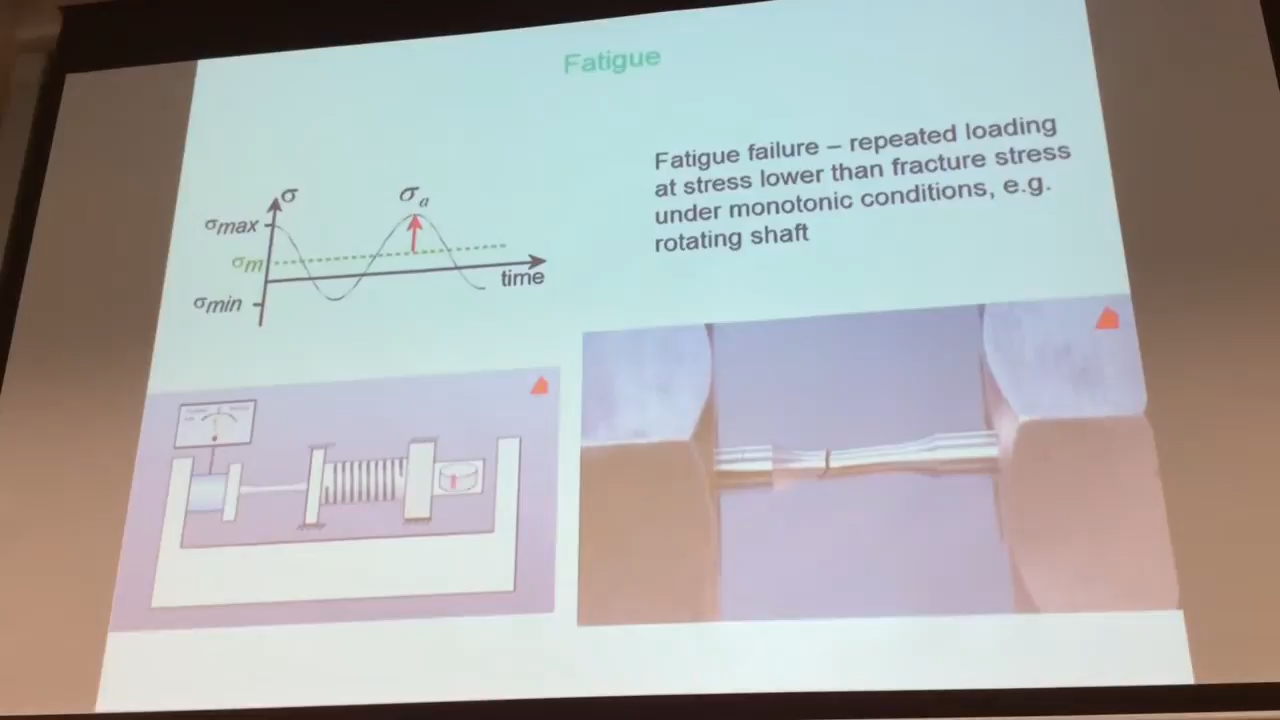 Fatigue
Fatigue failure – repeated loading
at stress lower than fracture stress
under monotonic conditions, e.g.
rotating shaft
σ
σa
σmax
σm
σmin
time